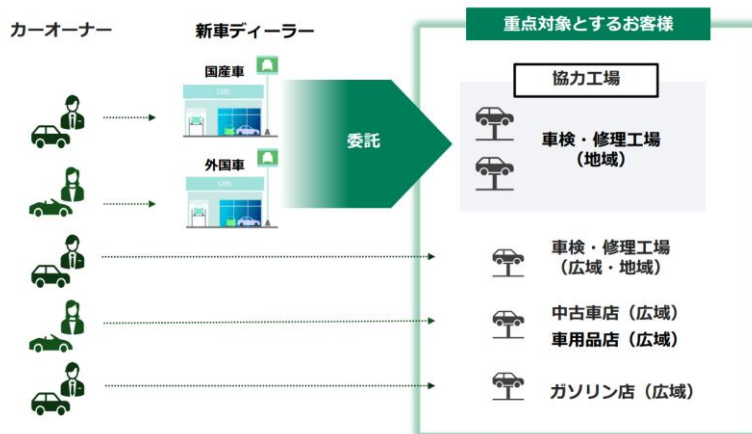 カーオーナー
新車ディーラー
重点対象とするお客様
国産車
CARS
外国車
CARS
委託
協力工場
車検・修理工場
（地域）
車検・修理工場
（広域・地域）
中古車店（広域）
車用品店（広域）
ガソリン店（広域）